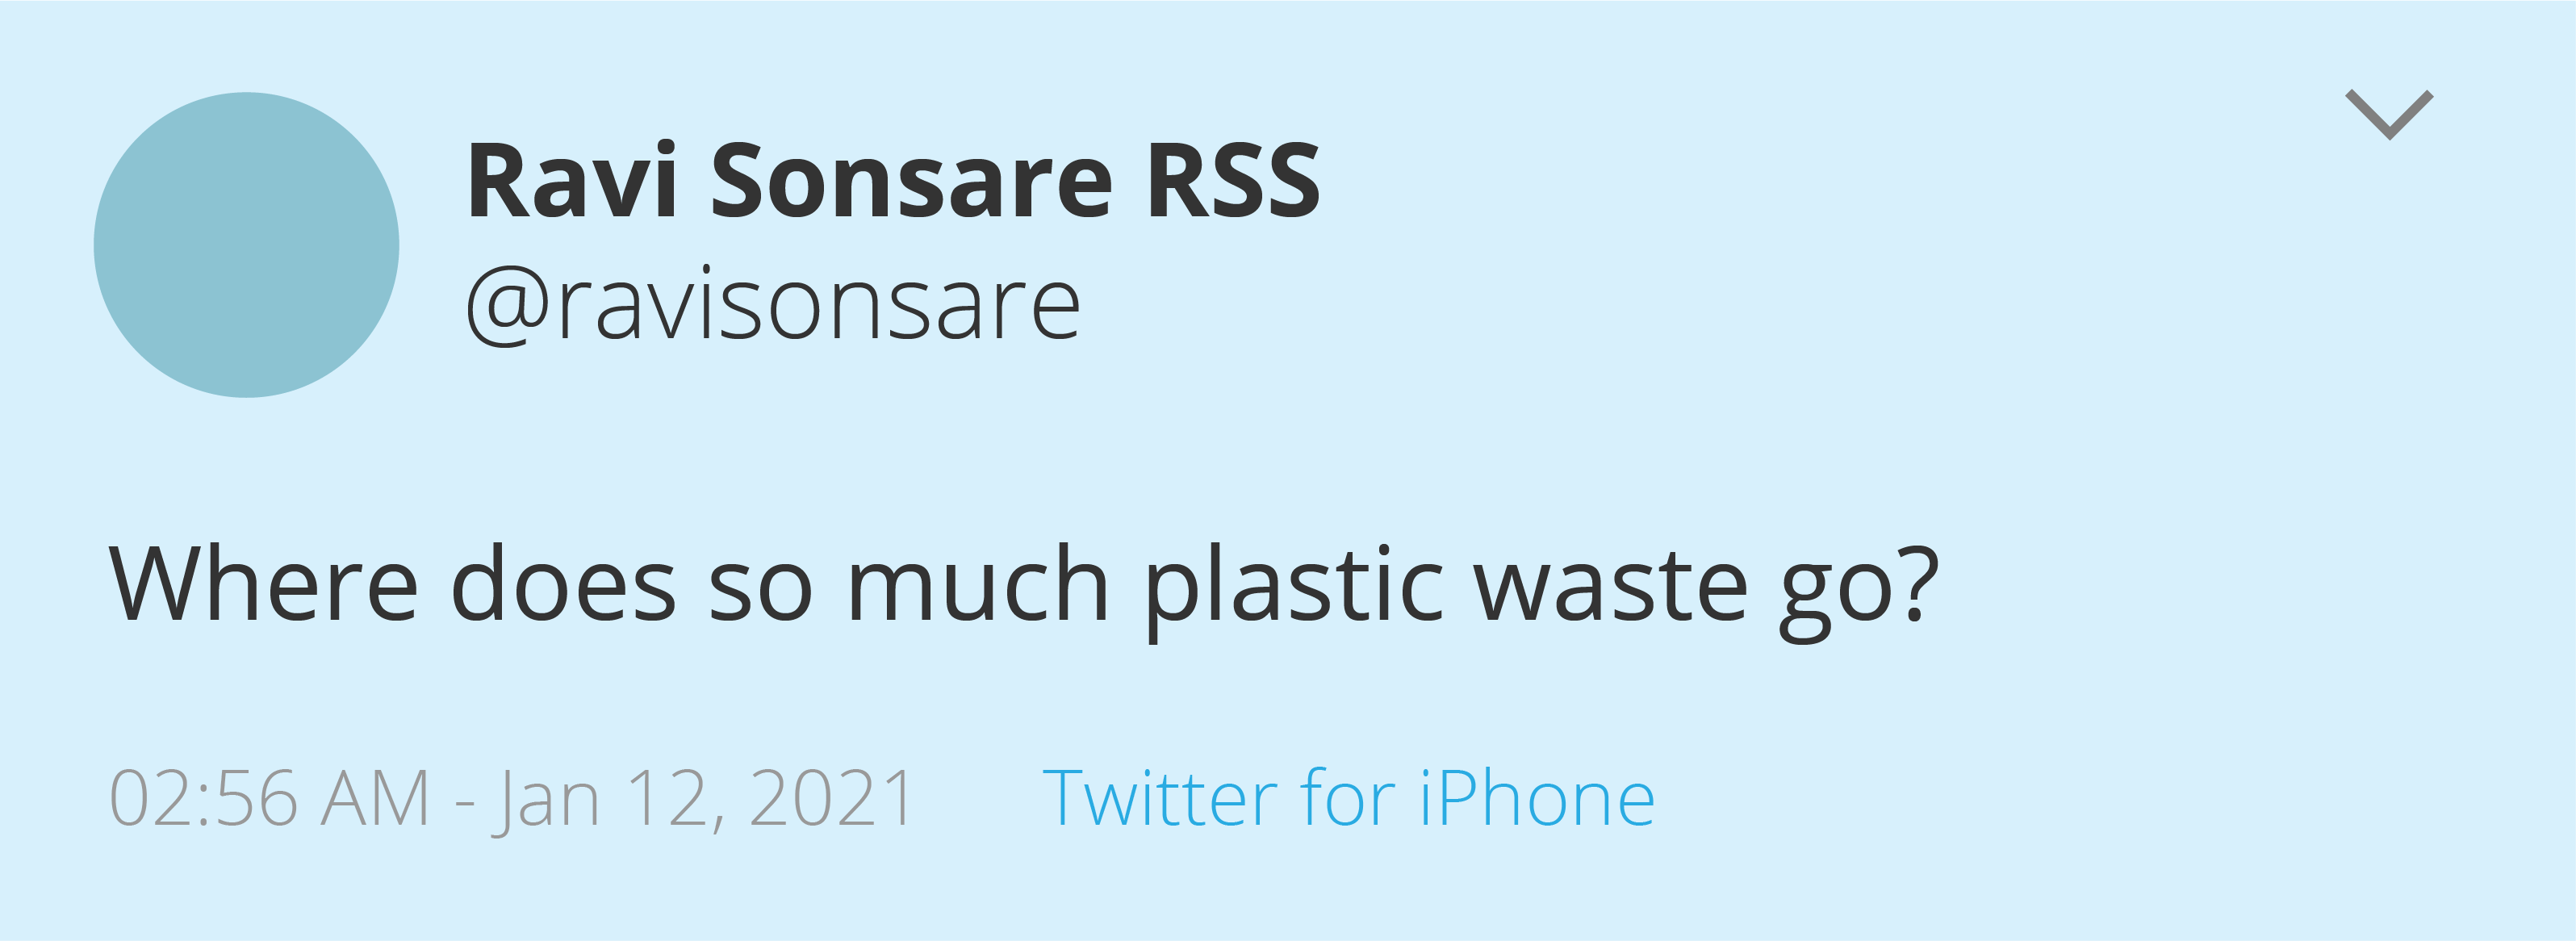 Ravi Sonsare RSS
@ravisonsare
Where does so much plastic waste go?
02:56 AM - Jan 12, 2021 Twitter for iPhone